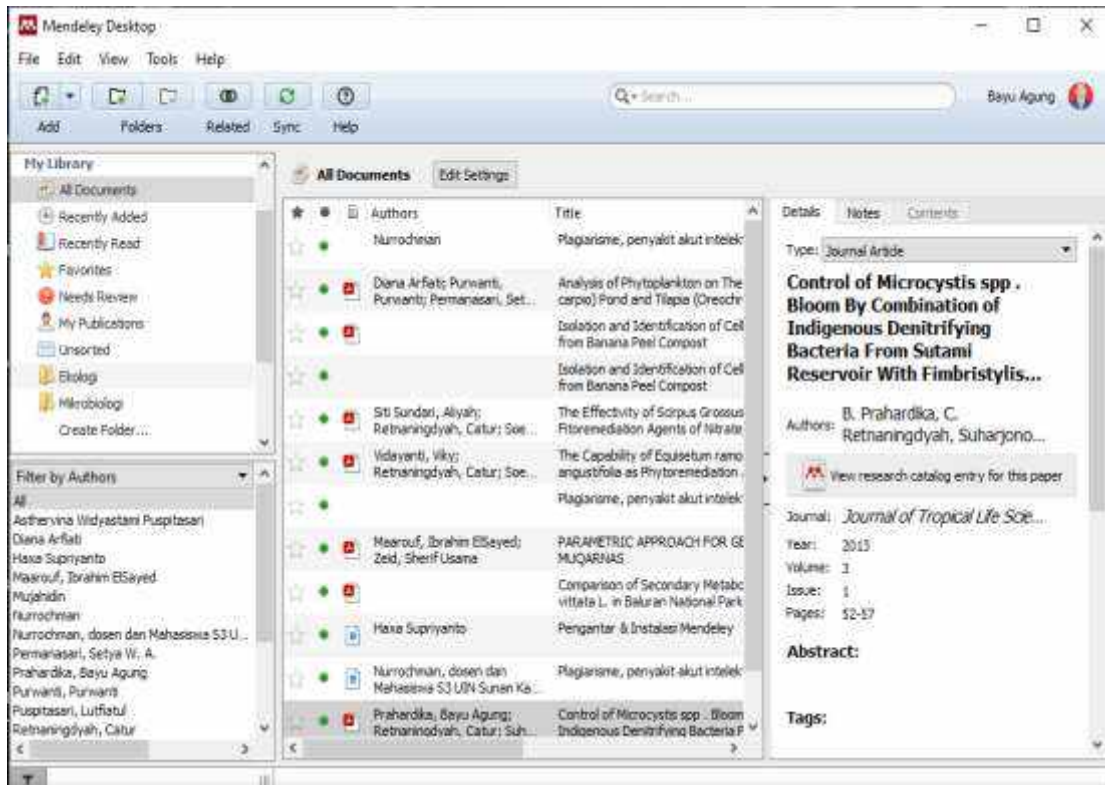 Mendeley Desktop
File Edit View Tools Help
Search...
Bayu Agung
Add Folders Related Sync Help
My Library
All Documents
Recently Added
Recently Read
Favorites
Needs Review
My Publications
Unsorted
Ekologi
Mikrobiologi
Create Folder...
Filter by Authors
All
Asthervina Widyastami Puspitasari
Diana Arfiati
Haxa Supriyanto
Maarouf, Ibrahim ElSayed
Mujahidin
Nurrochman
Nurrochman, dosen dan Mahasiswa S3 U...
Permanasari, Setya W. A.
Prahardika, Bayu Agung
Purwanti, Purwanti
Puspitasari, Lutfiatul
Retnaningdyah, Catur
All Documents Edit Settings
Authors Title
Nurrochman Plagiarisme, penyakit akut intelek
Diana Arfiati; Purwanti, Analysis of Phytoplankton on The
Purwanti; Permanasari, Set... carpio) Pond and Tilapia (Oreochr
Isolation and Identification of Cell
from Banana Peel Compost
Isolation and Identification of Cell
from Banana Peel Compost
Siti Sundari, Aliyah; The Effectivity of Scirpus Grossus
Retnaningdyah, Catur; Soe... Fitoremediation Agents of Nitrate
Vidayanti, Viky; The Capability of Equisetum ramo
Retnaningdyah, Catur; Soe... angustifolia as Phytoremediation
Plagiarisme, penyakit akut intelek
Maarouf, Ibrahim ElSayed; PARAMETRIC APPROACH FOR GE
Zeid, Sherif Usama MUQARNAS
Comparison of Secondary Metabc
vittata L. in Baluran National Park
Haxa Supriyanto Pengantar & Instalasi Mendeley
Nurrochman, dosen dan Plagiarisme, penyakit akut intelek
Mahasiswa S3 UIN Sunan Ka...
Prahardika, Bayu Agung; Control of Microcystis spp . Bloom
Retnaningdyah, Catur; Suh... Indigenous Denitrifying Bacteria F
Details Notes Contents
Type: Journal Article
Control of Microcystis spp .
Bloom By Combination of
Indigenous Denitrifying
Bacteria From Sutami
Reservoir With Fimbristylis...
Authors: B. Prahardika, C.
Retnaningdyah, Suharjono...
View research catalog entry for this paper
Journal: Journal of Tropical Life Scie...
Year: 2013
Volume: 3
Issue: 1
Pages: 52-57
Abstract:
Tags: